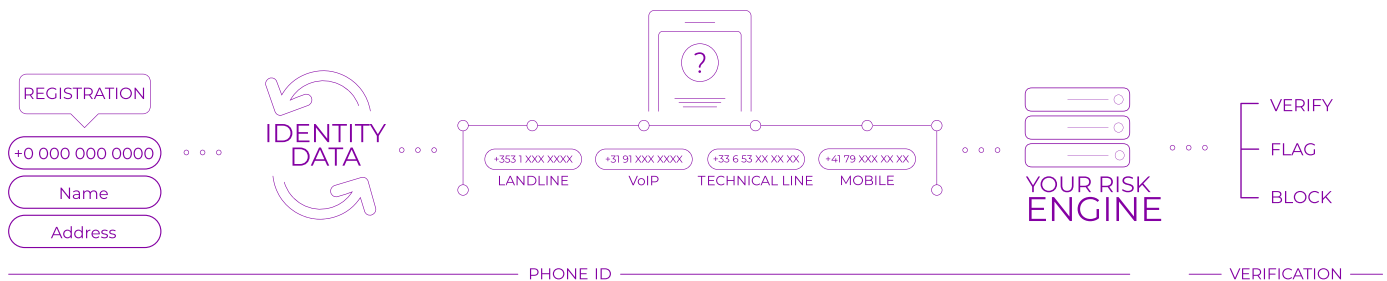 REGISTRATION
+0 000 000 0000
Name
Address
IDENTITY
DATA
?
+353 1 XXX XXXX
LANDLINE
+31 91 XXX XXXX
VoIP
+33 6 53 XX XX XX
TECHNICAL LINE
+41 79 XXX XX XX
MOBILE
YOUR RISK
ENGINE
VERIFY
FLAG
BLOCK
PHONE ID
VERIFICATION